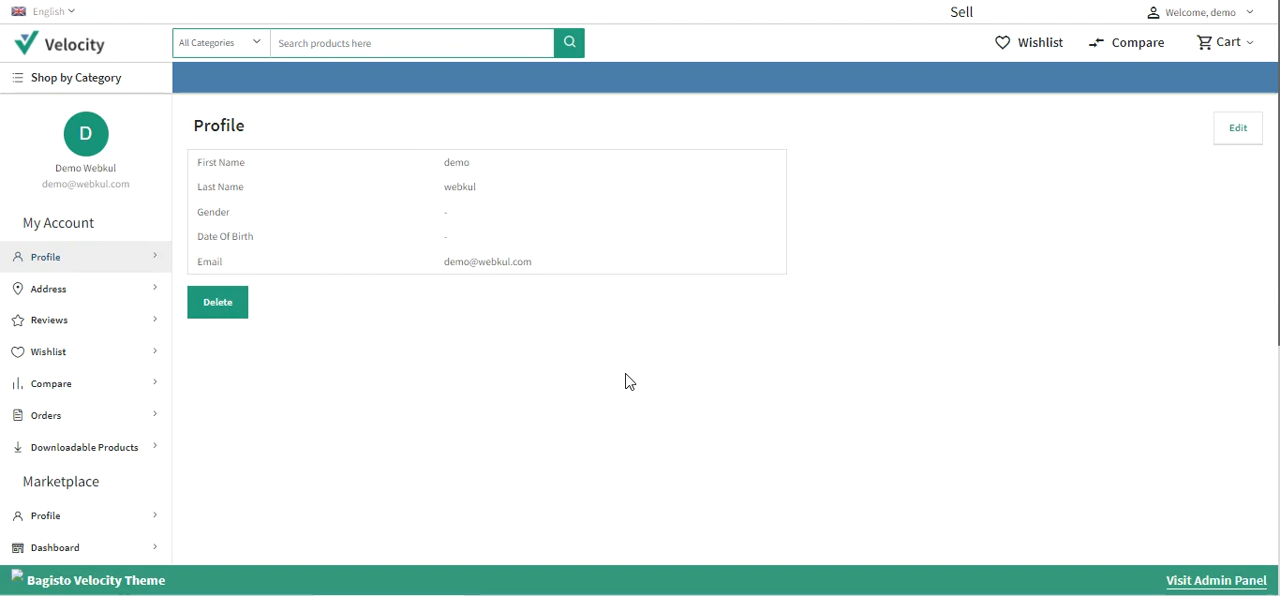 English
Sell
Welcome, demo
Velocity
All Categories
Search products here
Wishlist
Compare
Cart
Shop by Category
D
Demo Webkul
demo@webkul.com
My Account
Profile
Address
Reviews
Wishlist
Compare
Orders
Downloadable Products
Marketplace
Profile
Dashboard
Profile
Edit
First Name demo
Last Name webkul
Gender -
Date Of Birth -
Email demo@webkul.com
Delete
Bagisto Velocity Theme
Visit Admin Panel